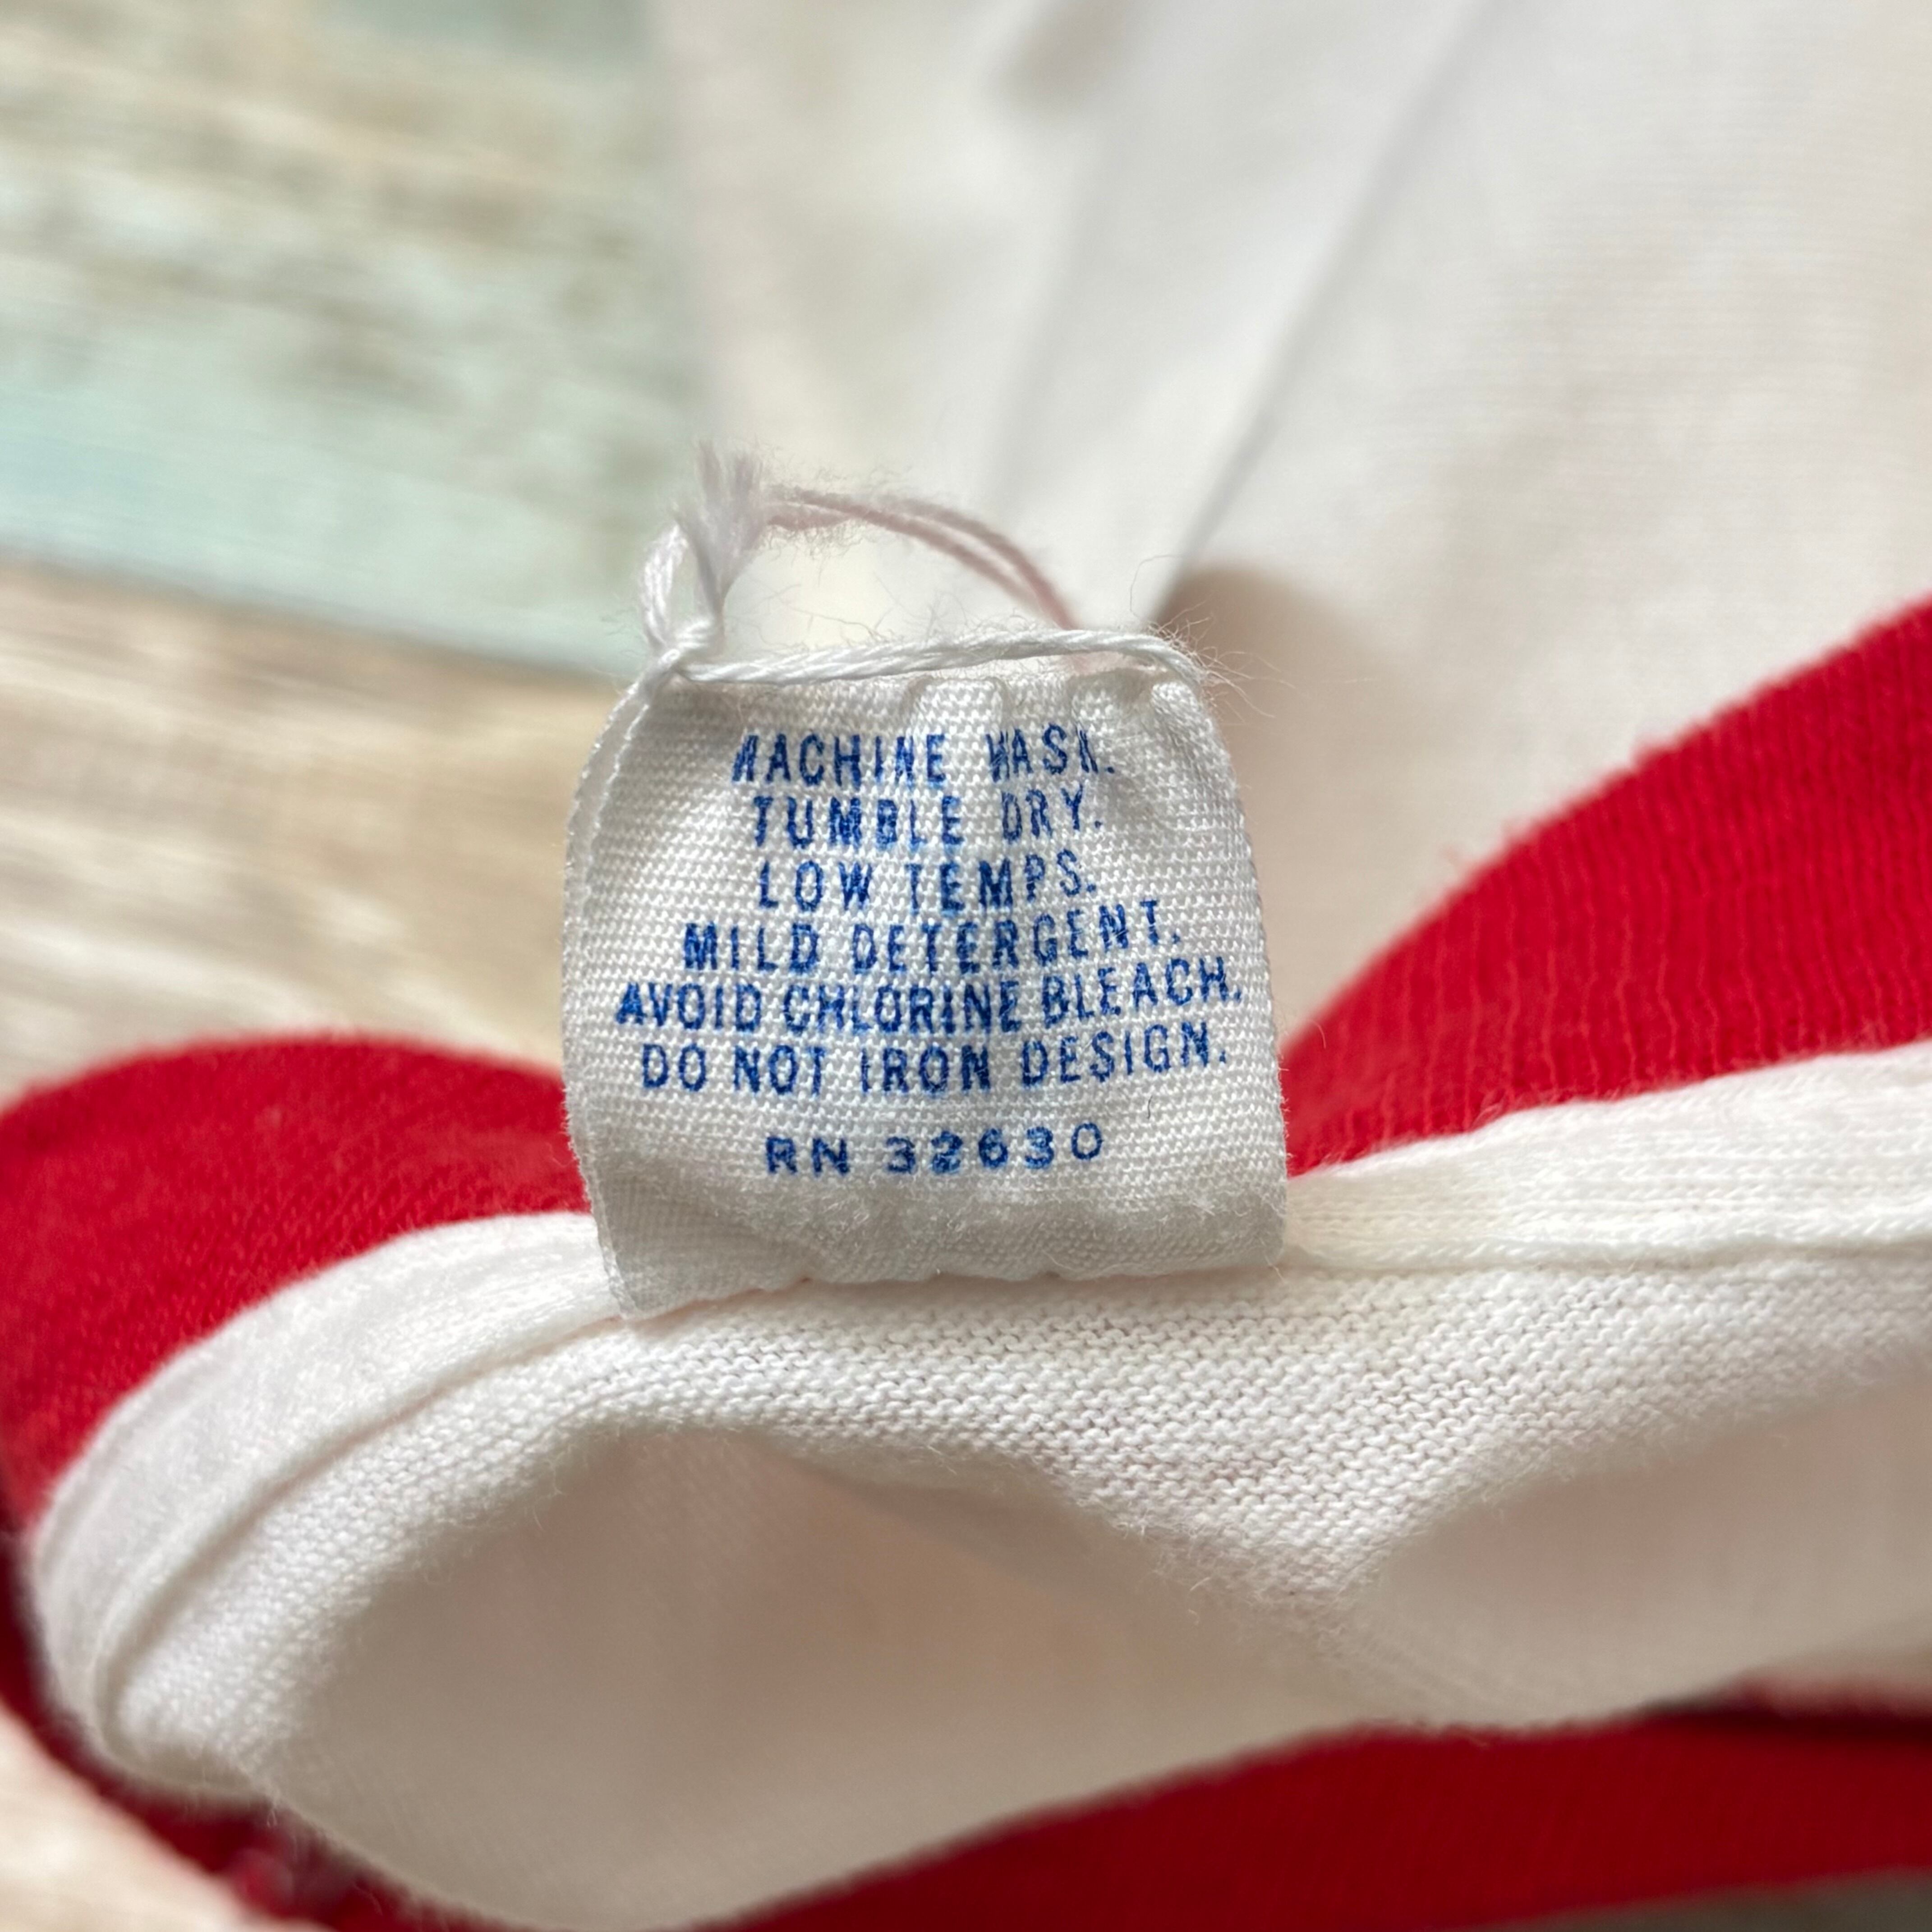 MACHINE WASH.
TUMBLE DRY.
LOW TEMPS.
MILD DETERGENT.
AVOID CHLORINE BLEACH.
DO NOT IRON DESIGN.
RN 32630